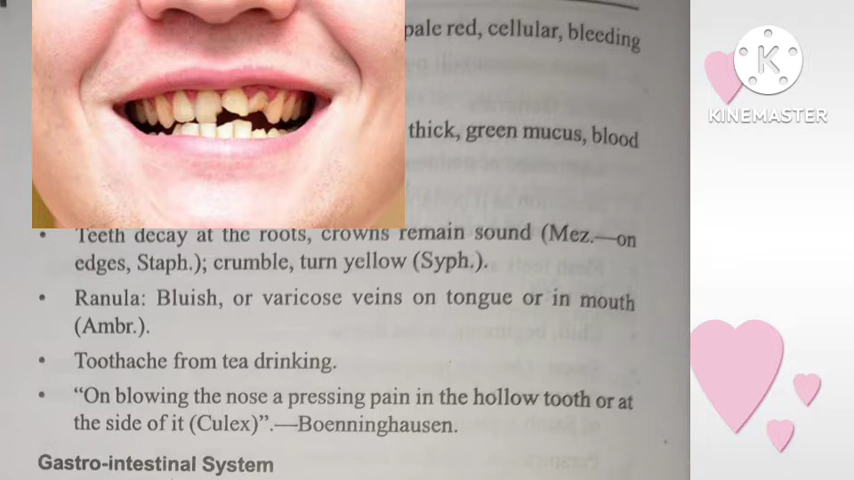 pale red, cellular, bleeding
thick, green mucus, blood
• Teeth decay at the roots, crowns remain sound (Mez.—on
edges, Staph.); crumble, turn yellow (Syph.).
• Ranula: Bluish, or varicose veins on tongue or in mouth
(Ambr.).
• Toothache from tea drinking.
• “On blowing the nose a pressing pain in the hollow tooth or at
the side of it (Culex)”.—Boenninghausen.
Gastro-intestinal System
K
KINEMASTER